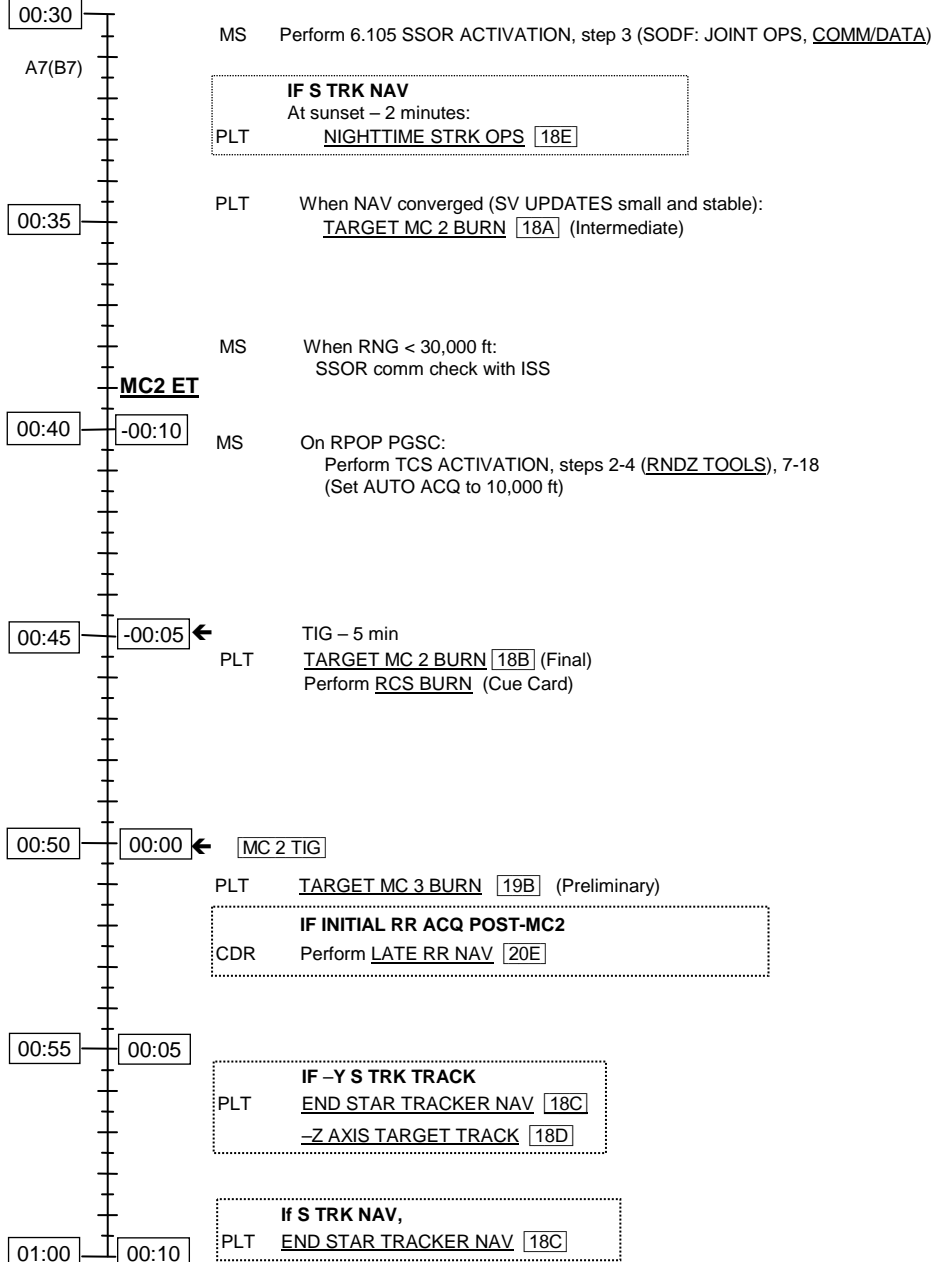 00:30
MS Perform 6.105 SSOR ACTIVATION, step 3 (SODF: JOINT OPS, COMM/DATA)
A7(B7)
IF S TRK NAV
At sunset – 2 minutes:
PLT NIGHTTIME STRK OPS 18E
PLT When NAV converged (SV UPDATES small and stable):
00:35 TARGET MC 2 BURN 18A (Intermediate)
MS When RNG < 30,000 ft:
SSOR comm check with ISS
MC2 ET
00:40 -00:10
MS On RPOP PGSC:
Perform TCS ACTIVATION, steps 2-4 (RNDZ TOOLS), 7-18
(Set AUTO ACQ to 10,000 ft)
00:45 -00:05 ← TIG – 5 min
PLT TARGET MC 2 BURN 18B (Final)
Perform RCS BURN (Cue Card)
00:50 00:00 ← MC 2 TIG
PLT TARGET MC 3 BURN 19B (Preliminary)
IF INITIAL RR ACQ POST-MC2
CDR Perform LATE RR NAV 20E
00:55 00:05
IF –Y S TRK TRACK
PLT END STAR TRACKER NAV 18C
–Z AXIS TARGET TRACK 18D
If S TRK NAV,
PLT END STAR TRACKER NAV 18C
01:00 00:10